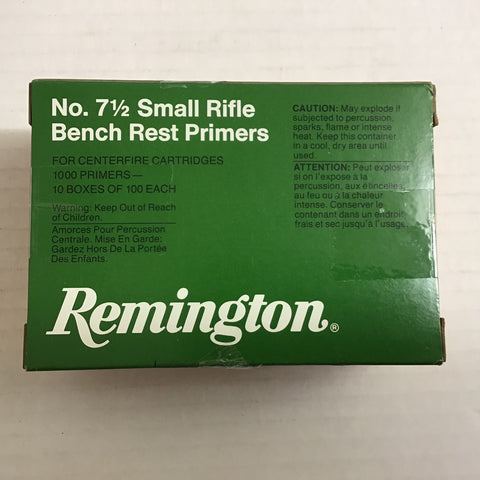 No. 7½ Small Rifle
Bench Rest Primers
FOR CENTERFIRE CARTRIDGES
1000 PRIMERS—
10 BOXES OF 100 EACH
Warning: Keep Out of Reach
of Children.
Amorces Pour Percussion
Centrale. Mise En Garde:
Gardez Hors De La Portée
Des Enfants.
CAUTION: May explode if
subjected to percussion,
sparks, flame or intense
heat. Keep this container
in a cool, dry area until
used.
ATTENTION: Peut exploser
si on l'expose à la
percussion, aux étincelles,
au feu ou à la chaleur
intense. Conserver le
contenant dans un endroit
frais et sec jusqu'à l'usage.
Remington®